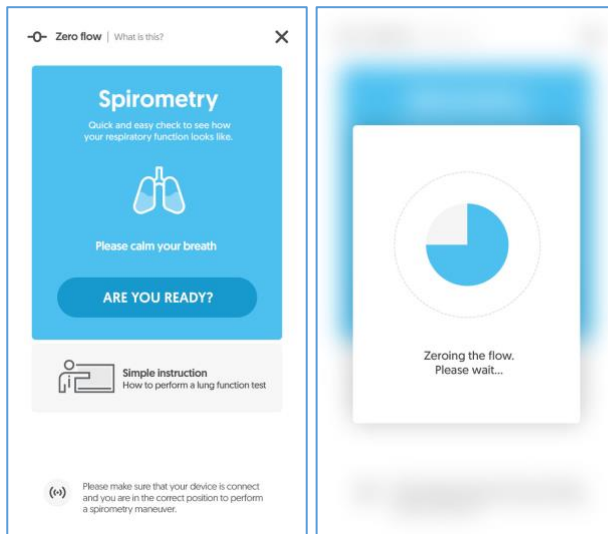 -0- Zero flow | What is this?
Spirometry
Quick and easy check to see how
your respiratory function looks like.
Please calm your breath
ARE YOU READY?
Simple instruction
How to perform a lung function test
Please make sure that your device is connect
and you are in the correct position to perform
a spirometry maneuver.
Zeroing the flow.
Please wait...